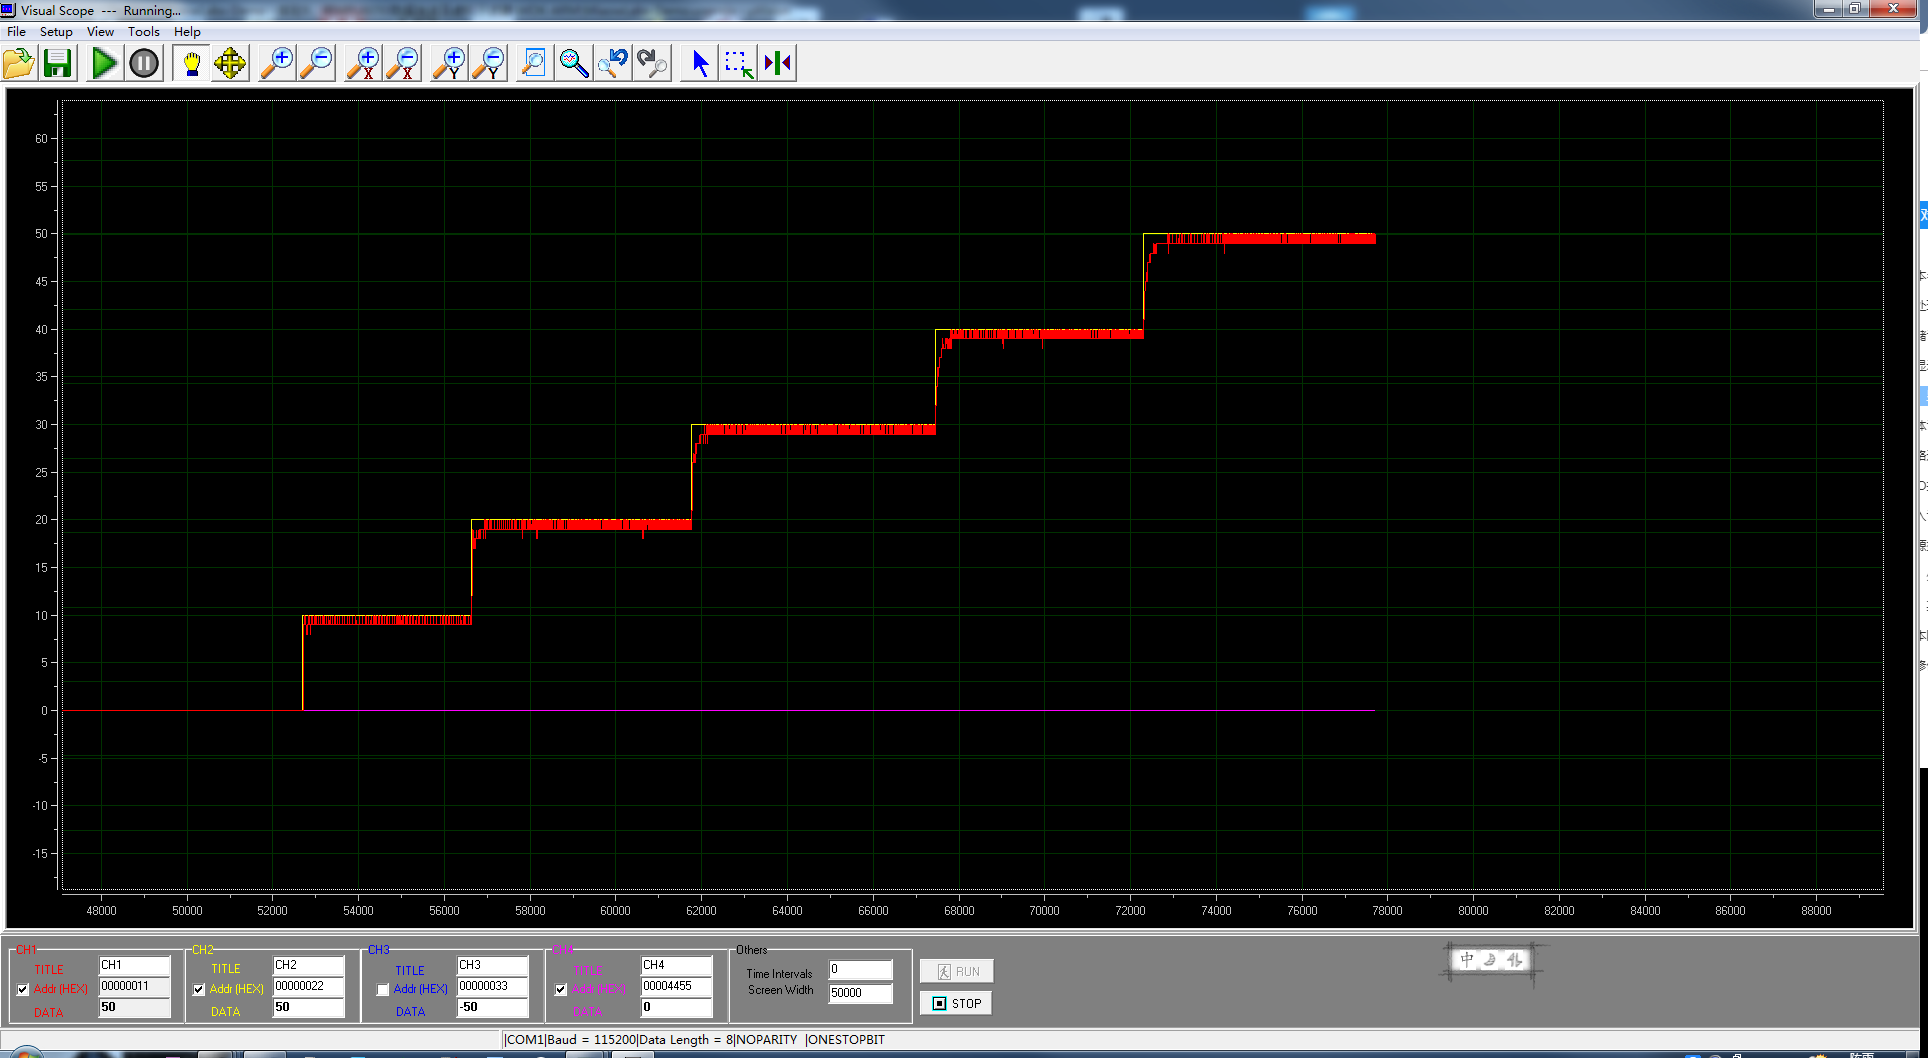 Visual Scope --- Running...
File Setup View Tools Help
X X Y Y
60
55
50
45
40
35
30
25
20
15
10
5
0
-5
-10
-15
48000 50000 52000 54000 56000 58000 60000 62000 64000 66000 68000 70000 72000 74000 76000 78000 80000 82000 84000 86000 88000
CH1
TITLE CH1
Addr(HEX) 00000011
DATA 50
CH2
TITLE CH2
Addr(HEX) 00000022
DATA 50
CH3
TITLE CH3
Addr(HEX) 00000033
DATA -50
CH4
TITLE CH4
Addr(HEX) 00004455
DATA 0
Others
Time Intervals 0
Screen Width 50000
RUN
STOP
中
|COM1|Baud = 115200|Data Length = 8|NOPARITY |ONESTOPBIT